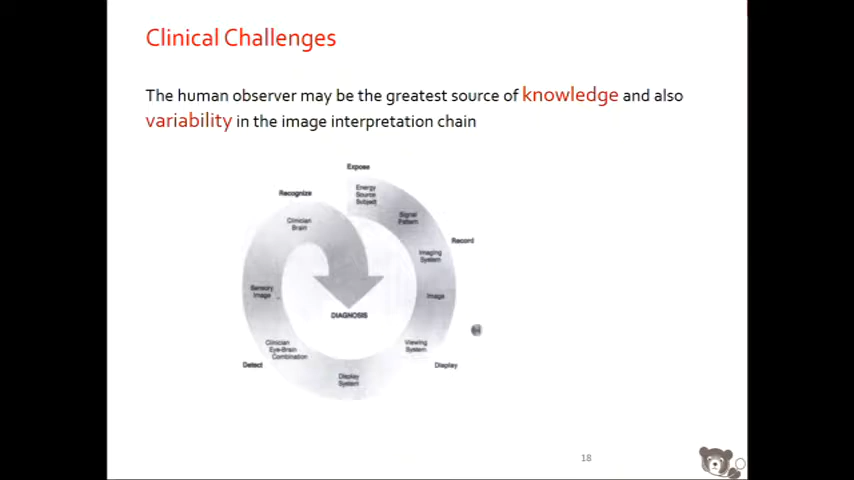 Clinical Challenges
The human observer may be the greatest source of knowledge and also
variability in the image interpretation chain
Expose
Energy
Source
Subject
Signal
Pattern
Record
Imaging
System
Image
Viewing
System
Display
Display
System
Clinician
Eye-Brain
Combination
Detect
Sensory
Image
Recognize
Clinician
Brain
DIAGNOSIS
18